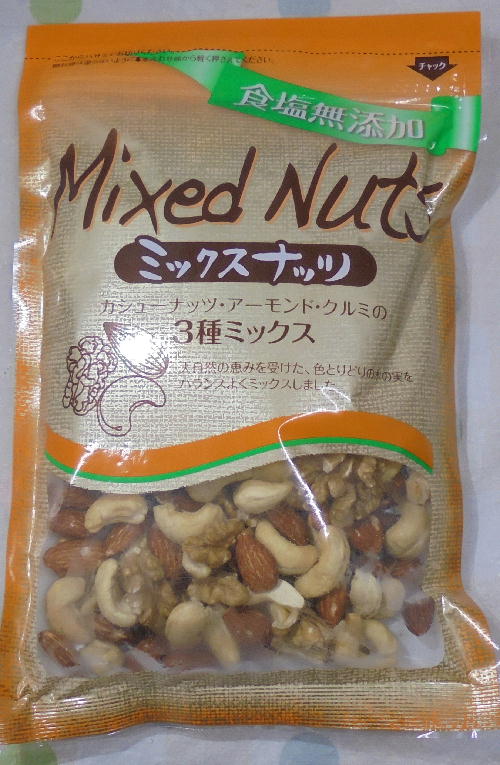 チャック
食塩無添加
Mixed Nuts
ミックスナッツ
カシューナッツ・アーモンド・クルミの
3種ミックス
大自然の恵みを受けた、色とりどりの木の実を
バランスよくミックスしました